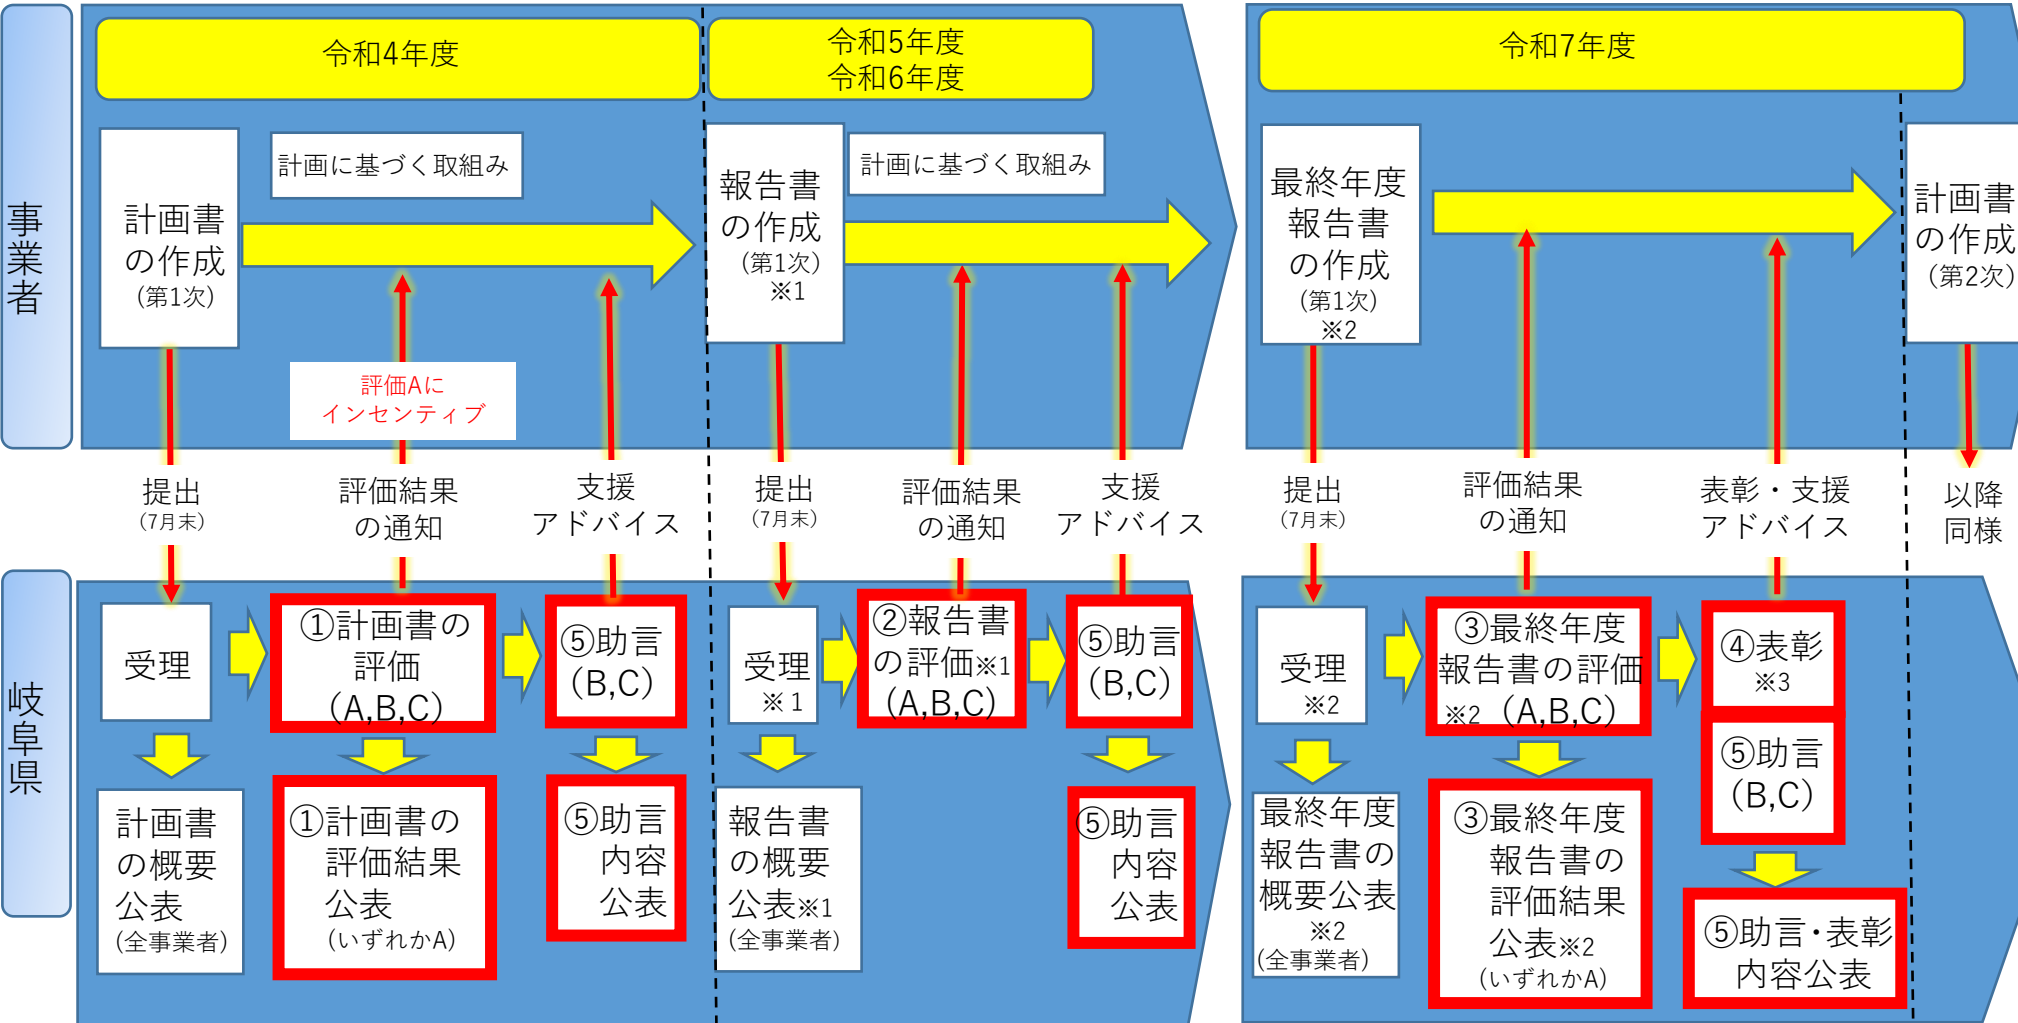 事業者
令和4年度
令和5年度
令和6年度
令和7年度
計画書
の作成
(第1次)
計画に基づく取組み
評価Aに
インセンティブ
報告書
の作成
(第1次)
※1
計画に基づく取組み
最終年度
報告書
の作成
(第1次)
※2
計画書
の作成
(第2次)
提出
(7月末)
評価結果
の通知
支援
アドバイス
提出
(7月末)
評価結果
の通知
支援
アドバイス
提出
(7月末)
評価結果
の通知
表彰・支援
アドバイス
以降
同様
岐阜県
受理
①計画書の
評価
(A,B,C)
⑤助言
(B,C)
受理
※1
②報告書
の評価※1
(A,B,C)
⑤助言
(B,C)
受理
※2
③最終年度
報告書の評価
※2 (A,B,C)
④表彰
※3
⑤助言
(B,C)
計画書
の概要
公表
(全事業者)
①計画書の
評価結果
公表
(いずれかA)
⑤助言
内容
公表
報告書
の概要
公表※1
(全事業者)
⑤助言
内容
公表
最終年度
報告書の
概要公表
※2
(全事業者)
③最終年度
報告書の
評価結果
公表※2
(いずれかA)
⑤助言・表彰
内容公表